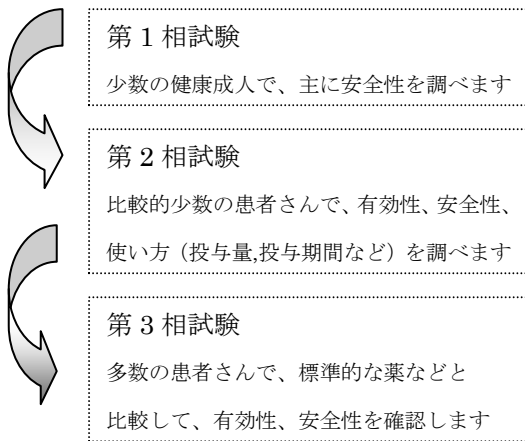 第 1 相試験
少数の健康成人で、主に安全性を調べます
第 2 相試験
比較的少数の患者さんで、有効性、安全性、
使い方（投与量,投与期間など）を調べます
第 3 相試験
多数の患者さんで、標準的な薬などと
比較して、有効性、安全性を確認します